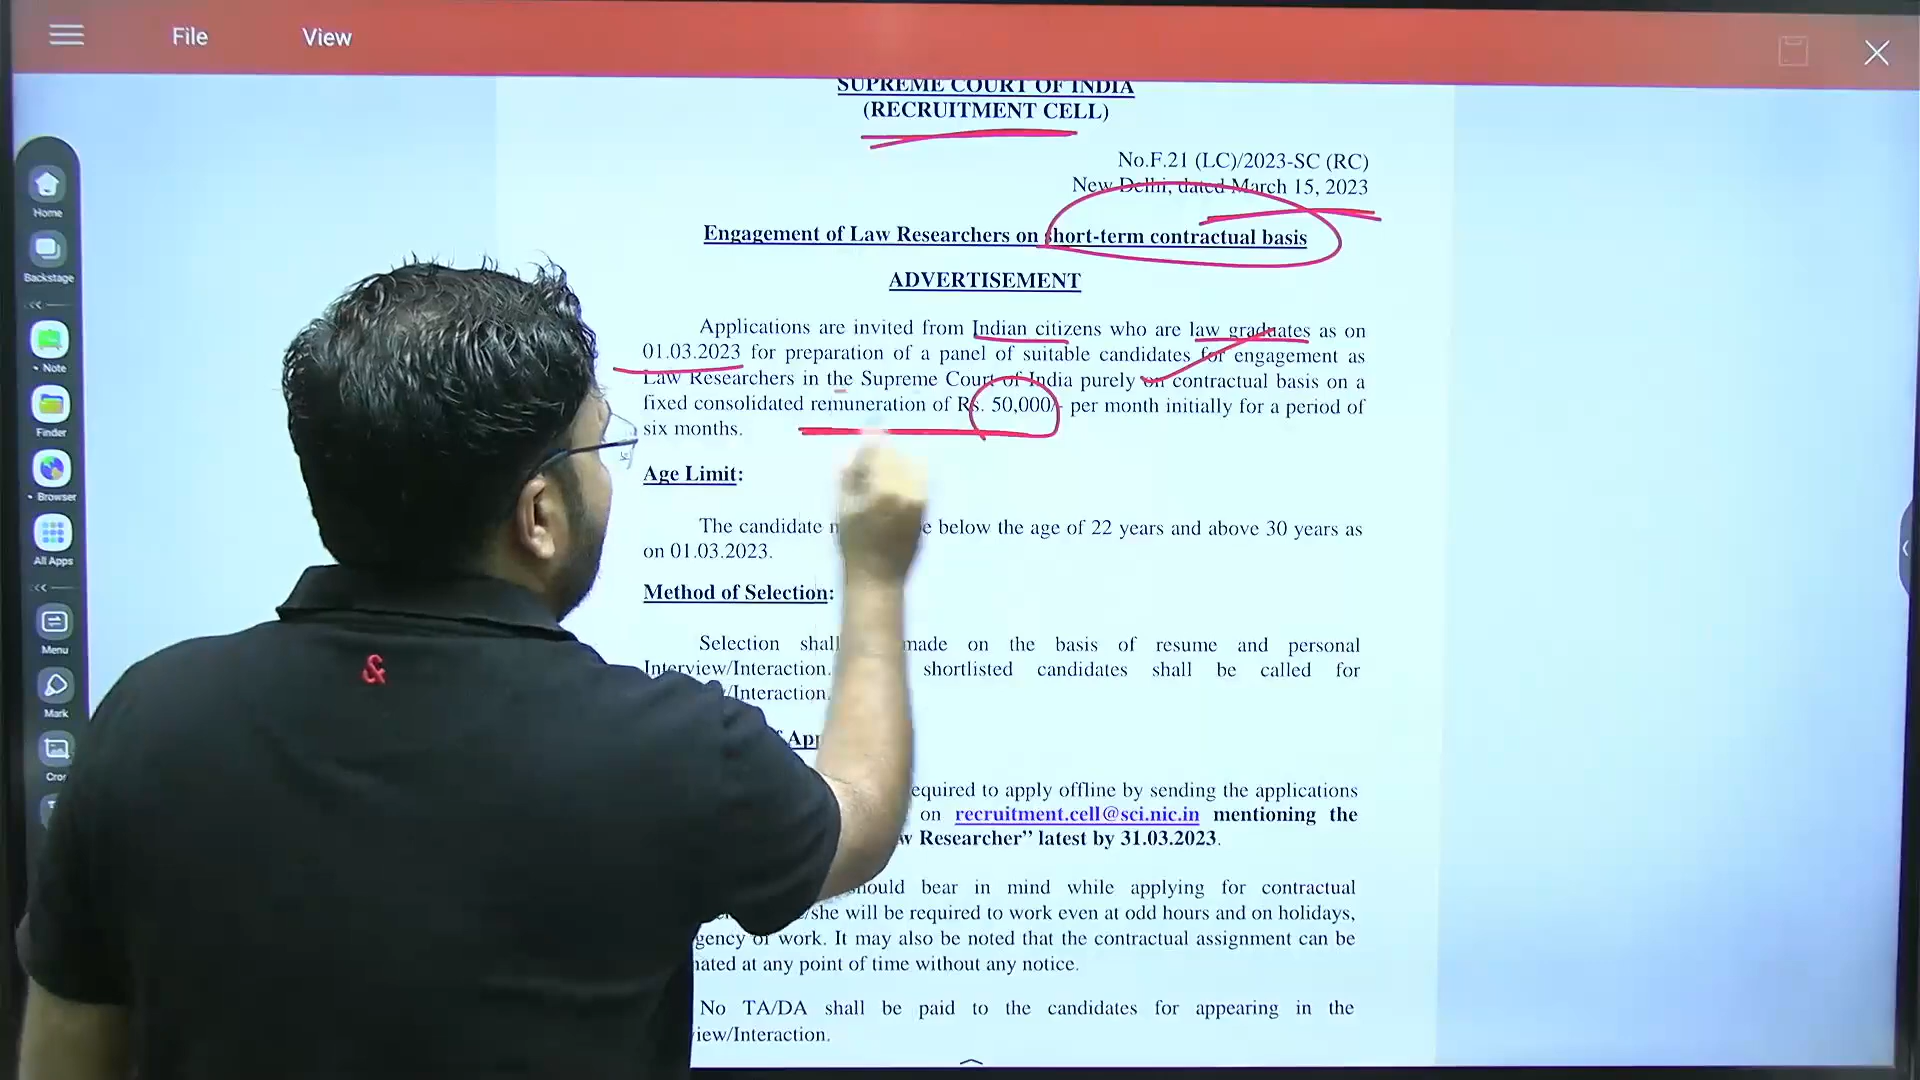 File View
SUPREME COURT OF INDIA
(RECRUITMENT CELL)
No.F.21 (LC)/2023-SC (RC)
New Delhi, dated March 15, 2023
Engagement of Law Researchers on short-term contractual basis
ADVERTISEMENT
Applications are invited from Indian citizens who are law graduates as on
01.03.2023 for preparation of a panel of suitable candidates for engagement as
Law Researchers in the Supreme Court of India purely on contractual basis on a
fixed consolidated remuneration of Rs. 50,000/- per month initially for a period of
six months.
Age Limit:
The candidate below the age of 22 years and above 30 years as
on 01.03.2023.
Method of Selection:
Selection shall made on the basis of resume and personal
Interview/Interaction. shortlisted candidates shall be called for
/Interaction.
App
equired to apply offline by sending the applications
on recruitment.cell@sci.nic.in mentioning the
w Researcher” latest by 31.03.2023.
should bear in mind while applying for contractual
/she will be required to work even at odd hours and on holidays,
gency of work. It may also be noted that the contractual assignment can be
nated at any point of time without any notice.
No TA/DA shall be paid to the candidates for appearing in the
iew/Interaction.
Home
Backstage
Note
Finder
Browser
All Apps
Menu
Mark
Crop
&